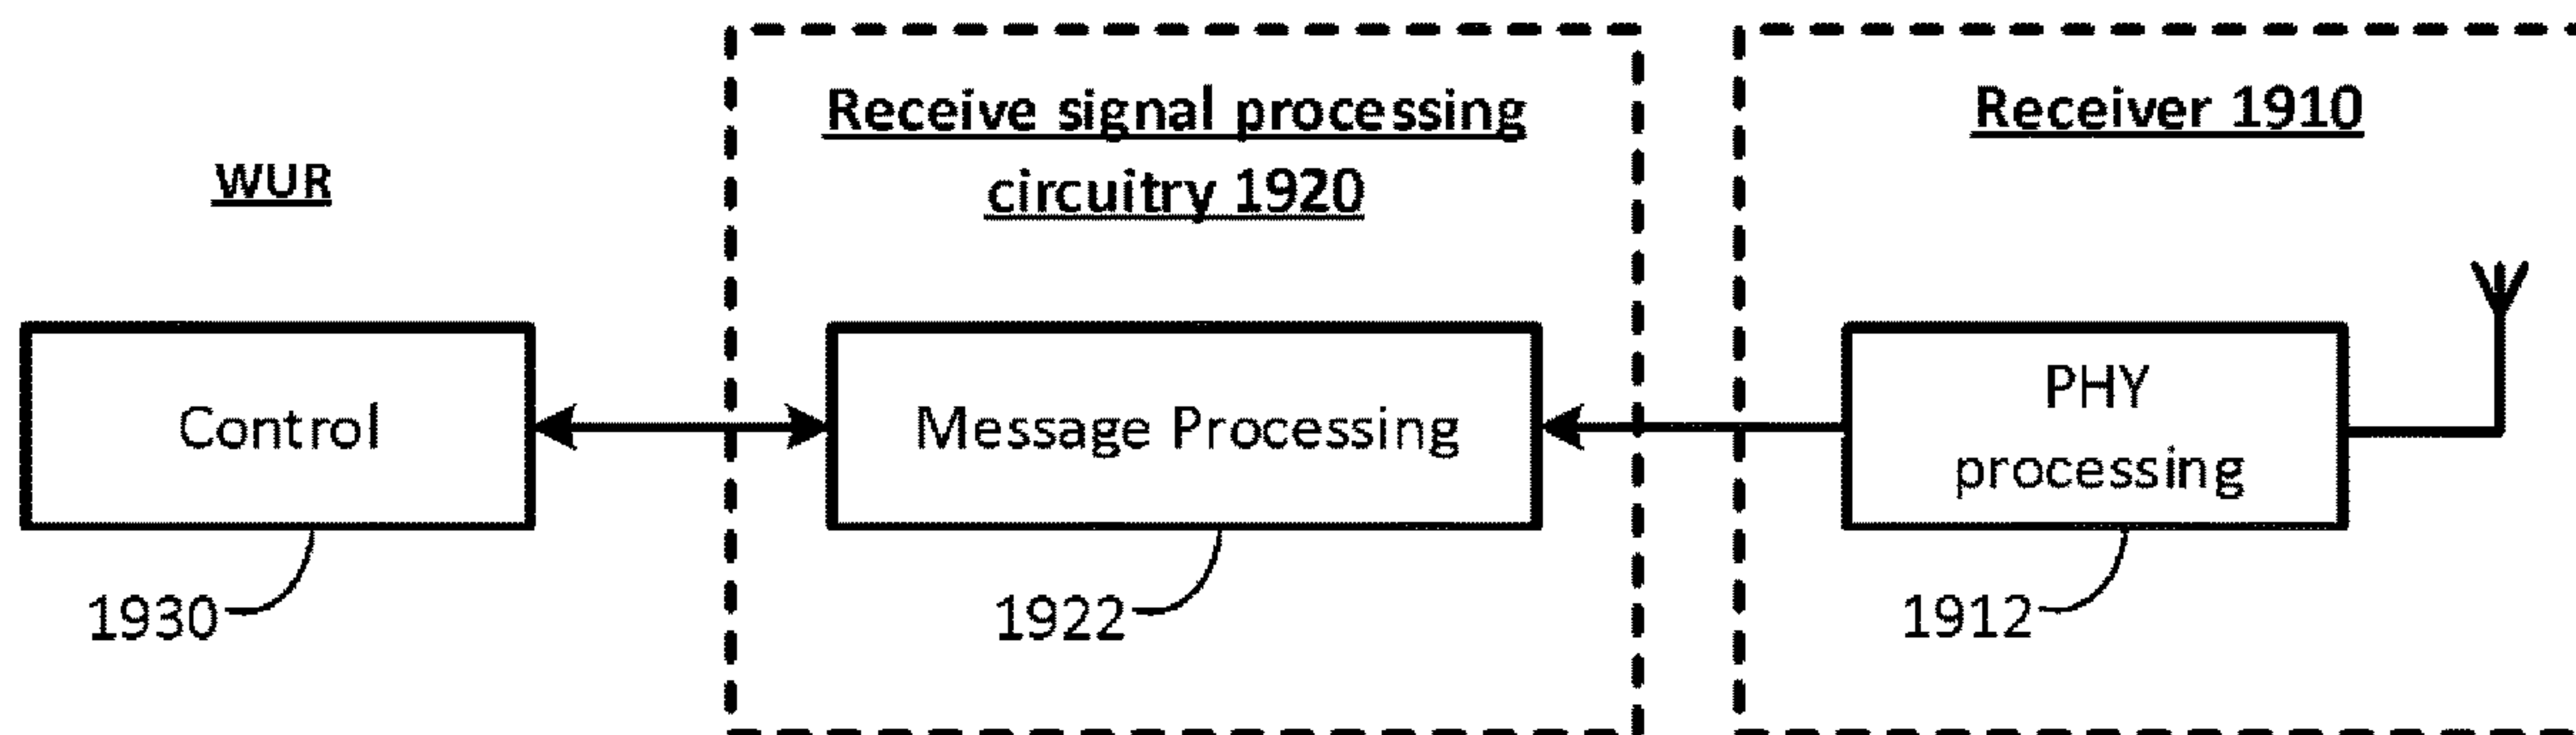 WUR
Receive signal processing
circuitry 1920
Receiver 1910
Control
Message Processing
PHY
processing
1930
1922
1912